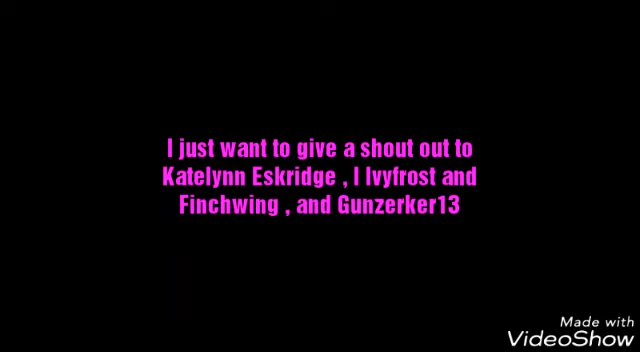 I just want to give a shout out to
Katelynn Eskridge , I Ivyfrost and
Finchwing , and Gunzerker13
Made with
VideoShow